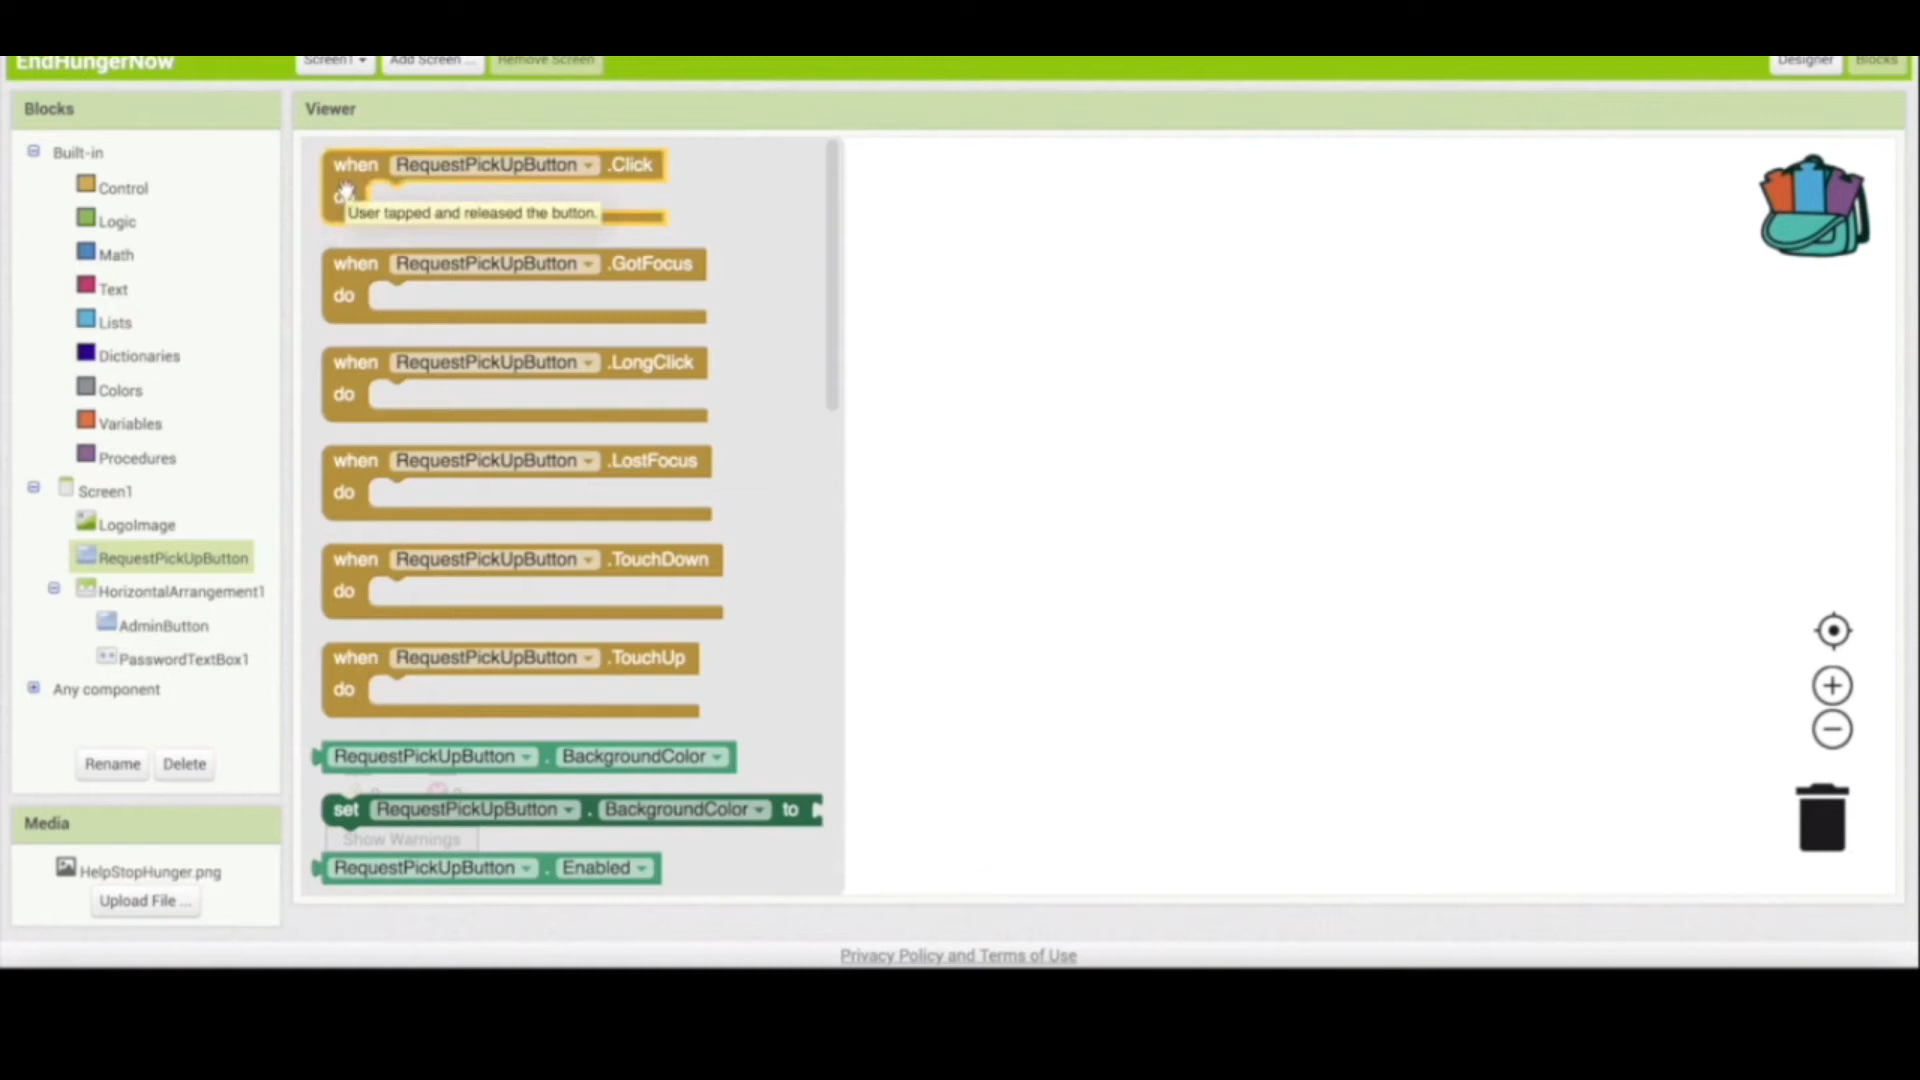 EndHungerNow
Screen1
Add Screen ...
Remove Screen
Designer
Blocks
Blocks
Viewer
Built-in
Control
Logic
Math
Text
Lists
Dictionaries
Colors
Variables
Procedures
Screen1
LogoImage
RequestPickUpButton
HorizontalArrangement1
AdminButton
PasswordTextBox1
Any component
Rename
Delete
Media
HelpStopHunger.png
Upload File ...
when RequestPickUpButton .Click
User tapped and released the button.
when RequestPickUpButton .GotFocus
do
when RequestPickUpButton .LongClick
do
when RequestPickUpButton .LostFocus
do
when RequestPickUpButton .TouchDown
do
when RequestPickUpButton .TouchUp
do
RequestPickUpButton . BackgroundColor
set RequestPickUpButton . BackgroundColor to
Show Warnings
RequestPickUpButton . Enabled
Privacy Policy and Terms of Use